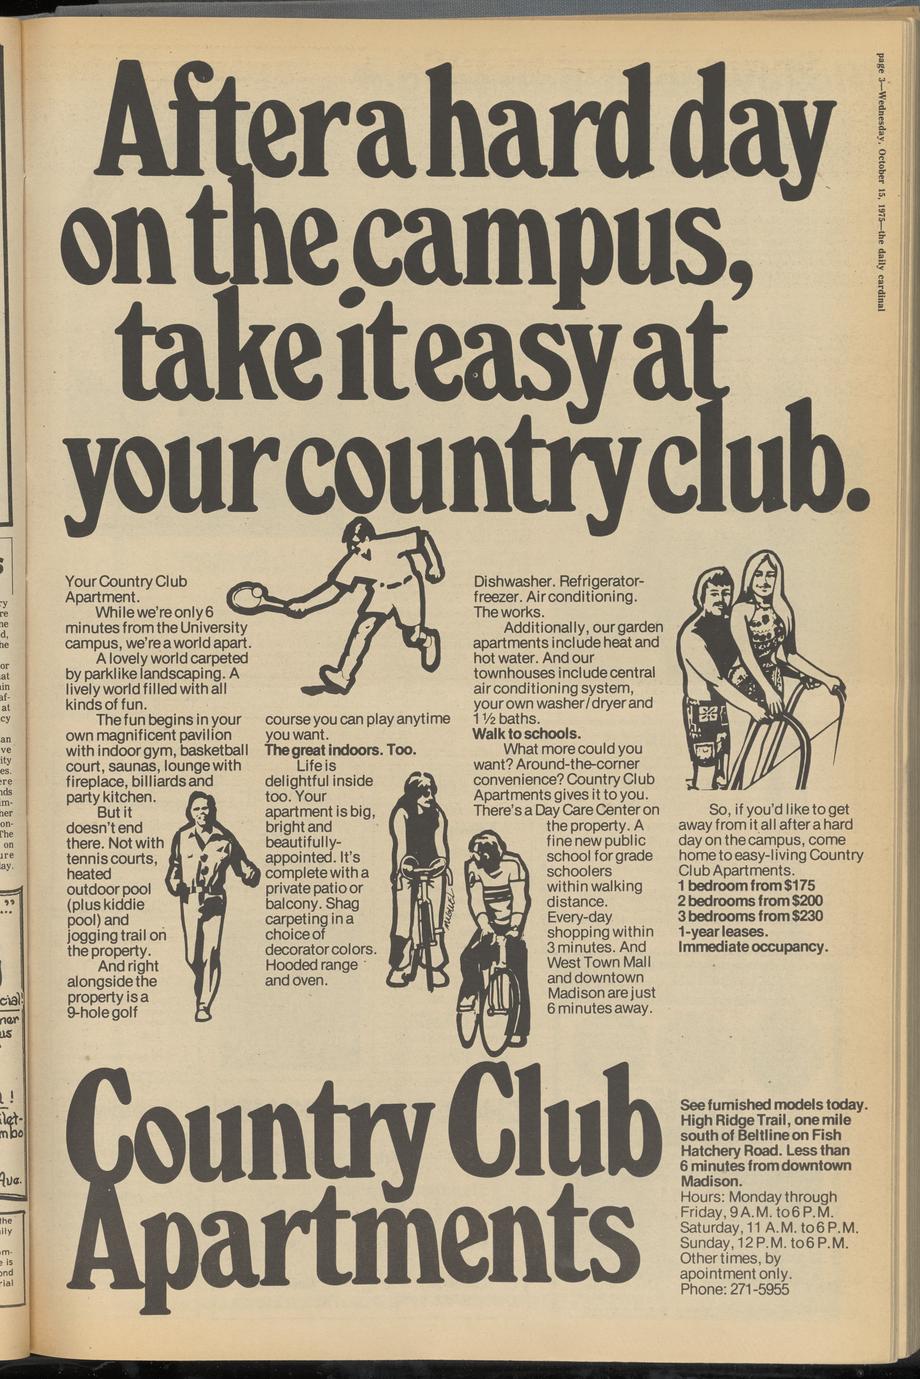 page 3—Wednesday, October 15, 1975—the daily cardinal
After a hard day
on the campus,
take it easy at
your country club.
Your Country Club
Apartment.
While we're only 6
minutes from the University
campus, we're a world apart.
A lovely world carpeted
by parklike landscaping. A
lively world filled with all
kinds of fun.
The fun begins in your
own magnificent pavilion
with indoor gym, basketball
court, saunas, lounge with
fireplace, billiards and
party kitchen.
But it
doesn't end
there. Not with
tennis courts,
heated
outdoor pool
(plus kiddie
pool) and
jogging trail on
the property.
And right
alongside the
property is a
9-hole golf
course you can play anytime
you want.
The great indoors. Too.
Life is
delightful inside
too. Your
apartment is big,
bright and
beautifully-
appointed. It's
complete with a
private patio or
balcony. Shag
carpeting in a
choice of
decorator colors.
Hooded range
and oven.
Dishwasher. Refrigerator-
freezer. Air conditioning.
The works.
Additionally, our garden
apartments include heat and
hot water. And our
townhouses include central
air conditioning system,
your own washer/dryer and
1 ½ baths.
Walk to schools.
What more could you
want? Around-the-corner
convenience? Country Club
Apartments gives it to you.
There's a Day Care Center on
the property. A
fine new public
school for grade
schoolers
within walking
distance.
Every-day
shopping within
3 minutes. And
West Town Mall
and downtown
Madison are just
6 minutes away.
So, if you'd like to get
away from it all after a hard
day on the campus, come
home to easy-living Country
Club Apartments.
1 bedroom from $175
2 bedrooms from $200
3 bedrooms from $230
1-year leases.
Immediate occupancy.
Country Club
Apartments
See furnished models today.
High Ridge Trail, one mile
south of Beltline on Fish
Hatchery Road. Less than
6 minutes from downtown
Madison.
Hours: Monday through
Friday, 9 A.M. to 6 P.M.
Saturday, 11 A.M. to 6 P.M.
Sunday, 12 P.M. to 6 P.M.
Other times, by
apointment only.
Phone: 271-5955